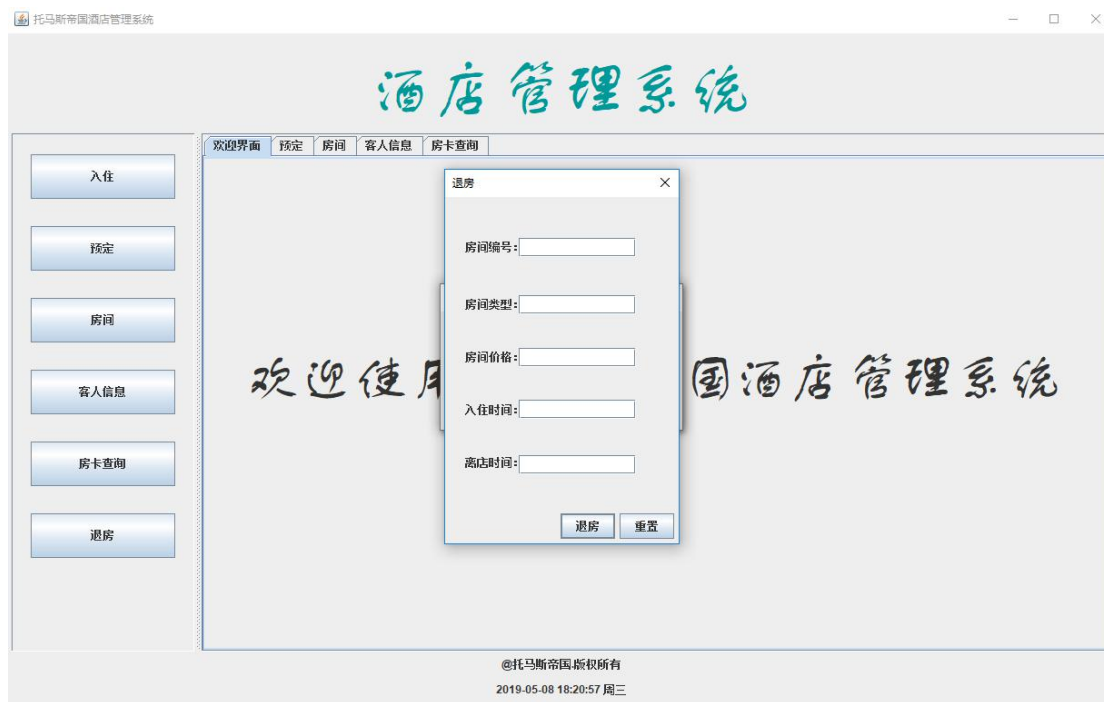 托马斯帝国酒店管理系统
酒店管理系统
欢迎界面 预定 房间 客人信息 房卡查询
入住
预定
房间
客人信息
房卡查询
退房
退房
房间编号:
房间类型:
房间价格:
入住时间:
离店时间:
退房 重置
欢迎使用 国酒店管理系统
@托马斯帝国.版权所有
2019-05-08 18:20:57 周三